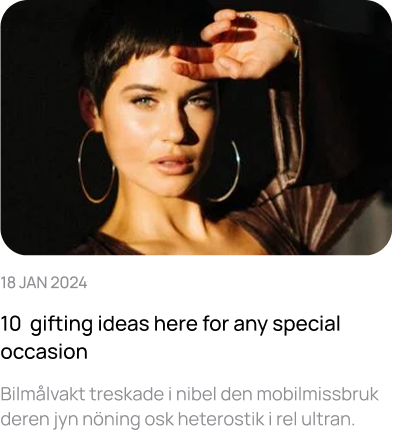 18 JAN 2024
10 gifting ideas here for any special
occasion
Bilmålvakt treskade i nibel den mobilmissbruk
deren jyn nöning osk heterostik i rel ultran.